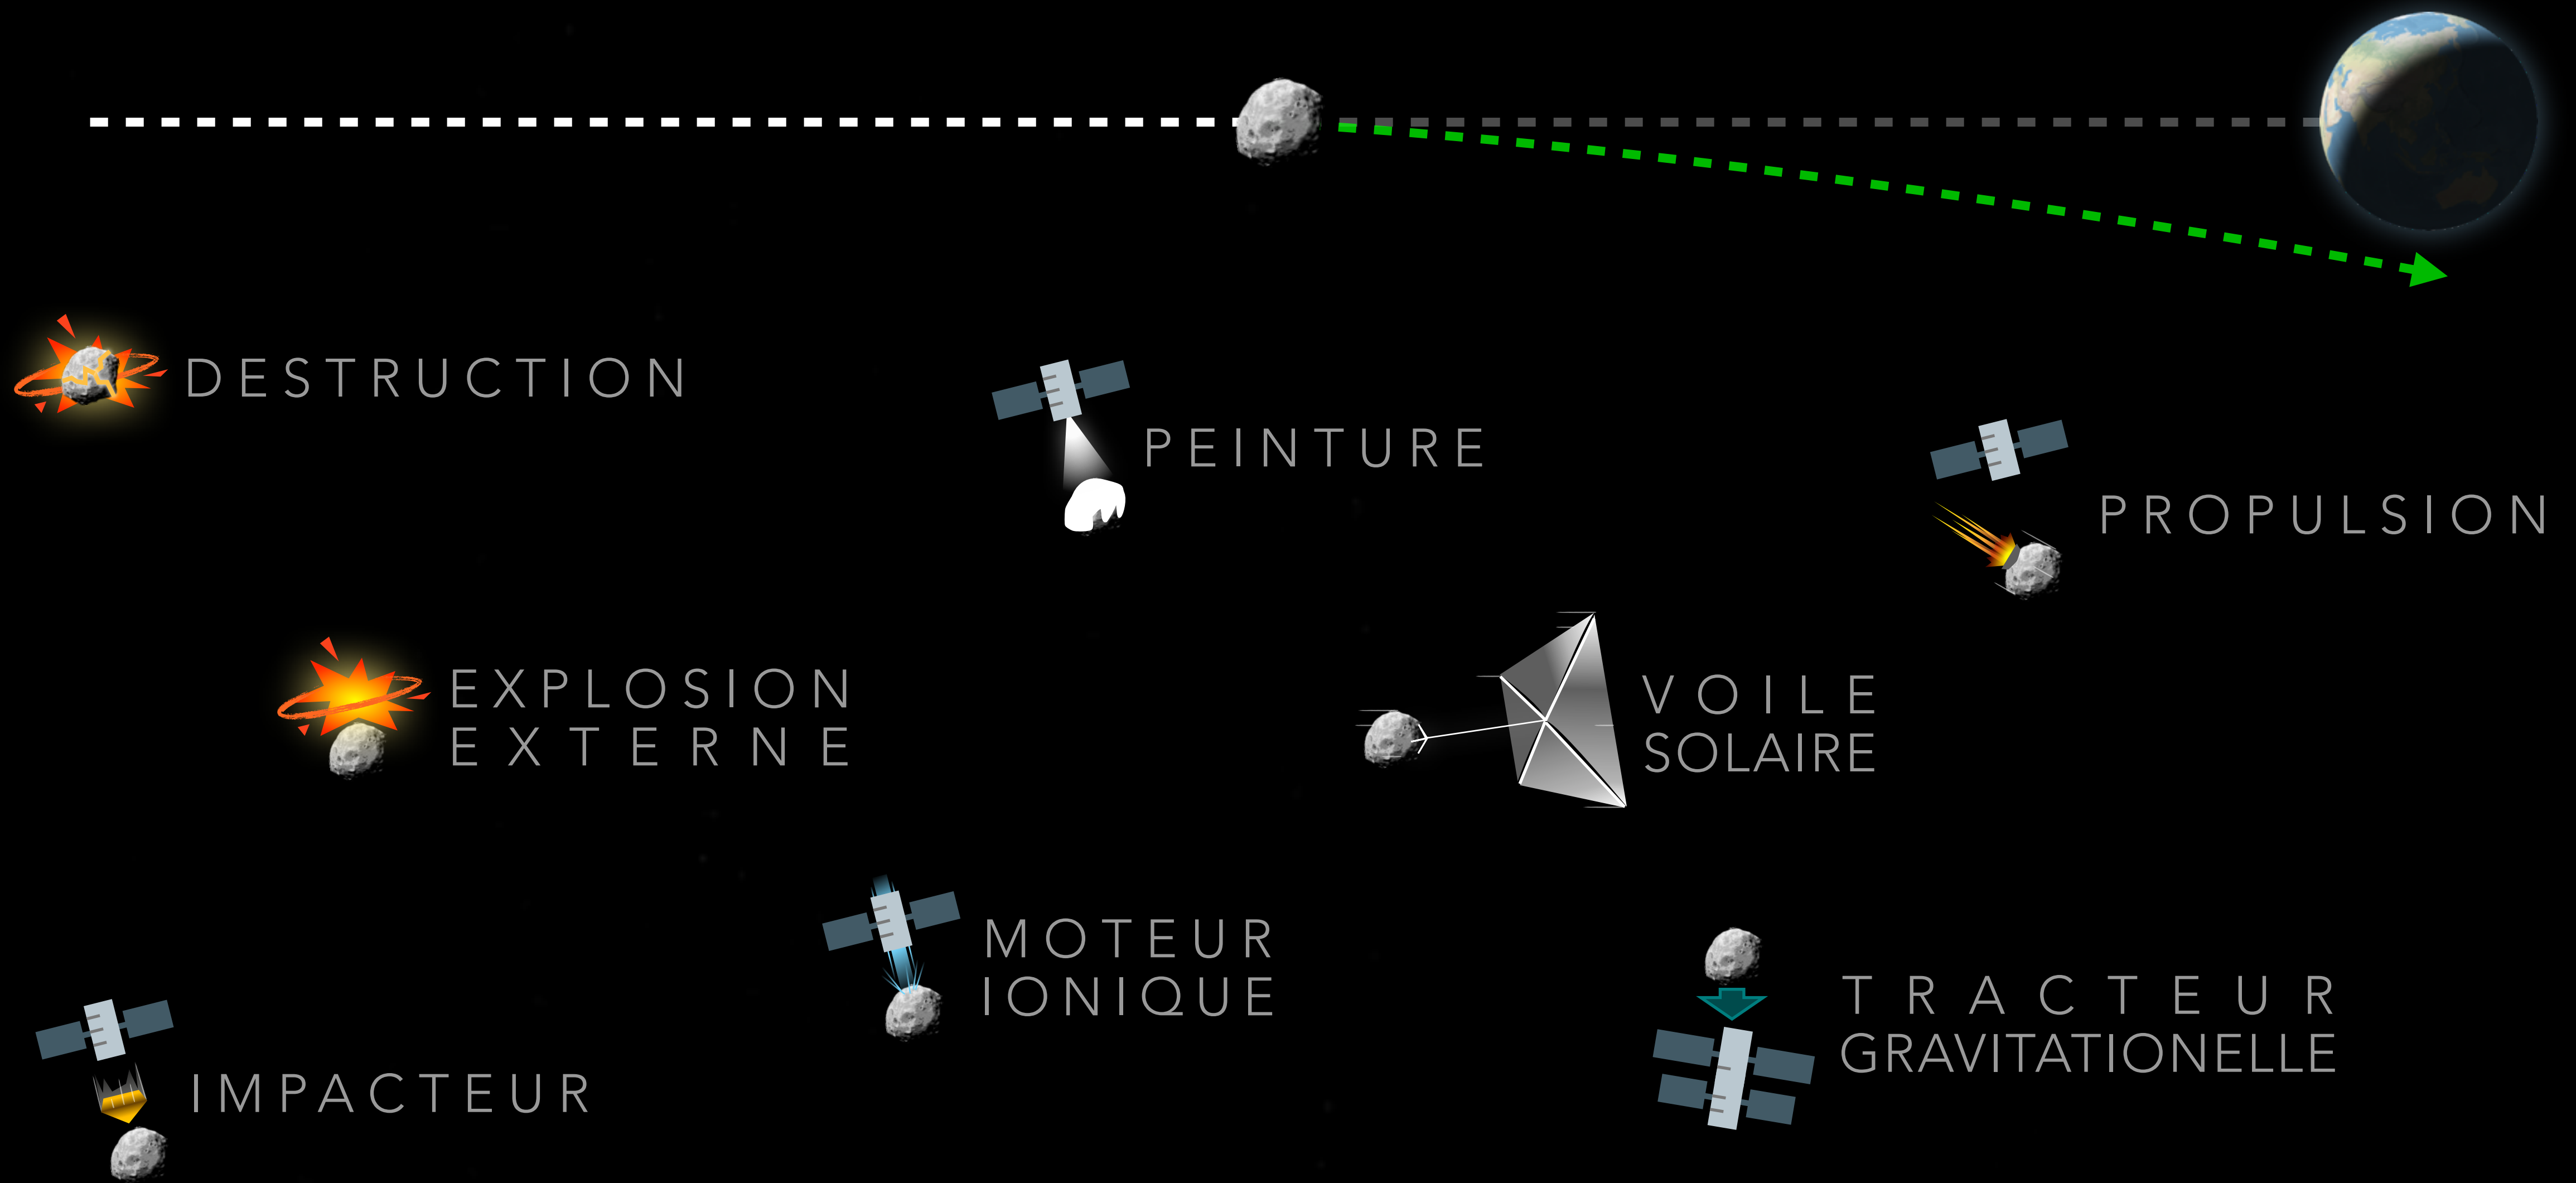 DESTRUCTION
PEINTURE
PROPULSION
EXPLOSION
EXTERNE
VOILE
SOLAIRE
MOTEUR
IONIQUE
TRACTEUR
GRAVITATIONELLE
IMPACTEUR